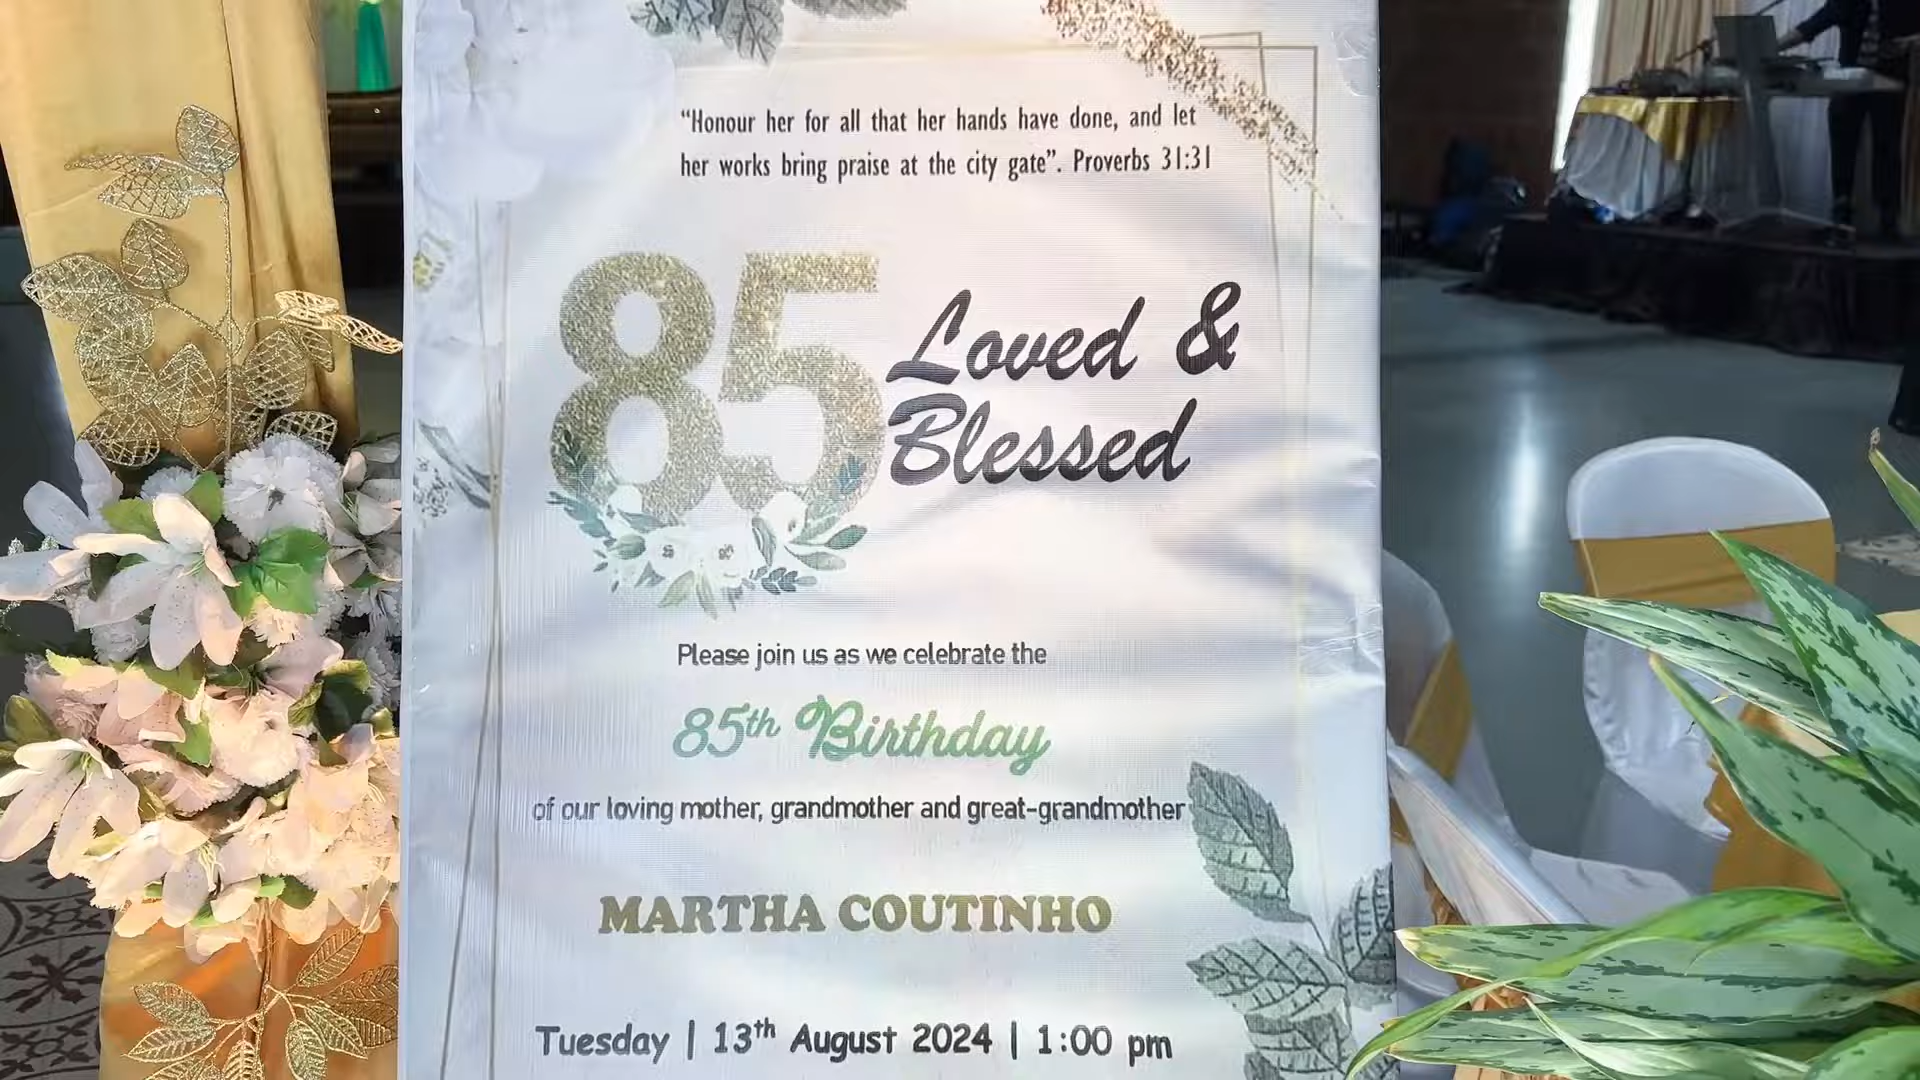 “Honour her for all that her hands have done, and let
her works bring praise at the city gate”. Proverbs 31:31
85 Loved &
Blessed
Please join us as we celebrate the
85th Birthday
of our loving mother, grandmother and great-grandmother
MARTHA COUTINHO
Tuesday | 13th August 2024 | 1:00 pm